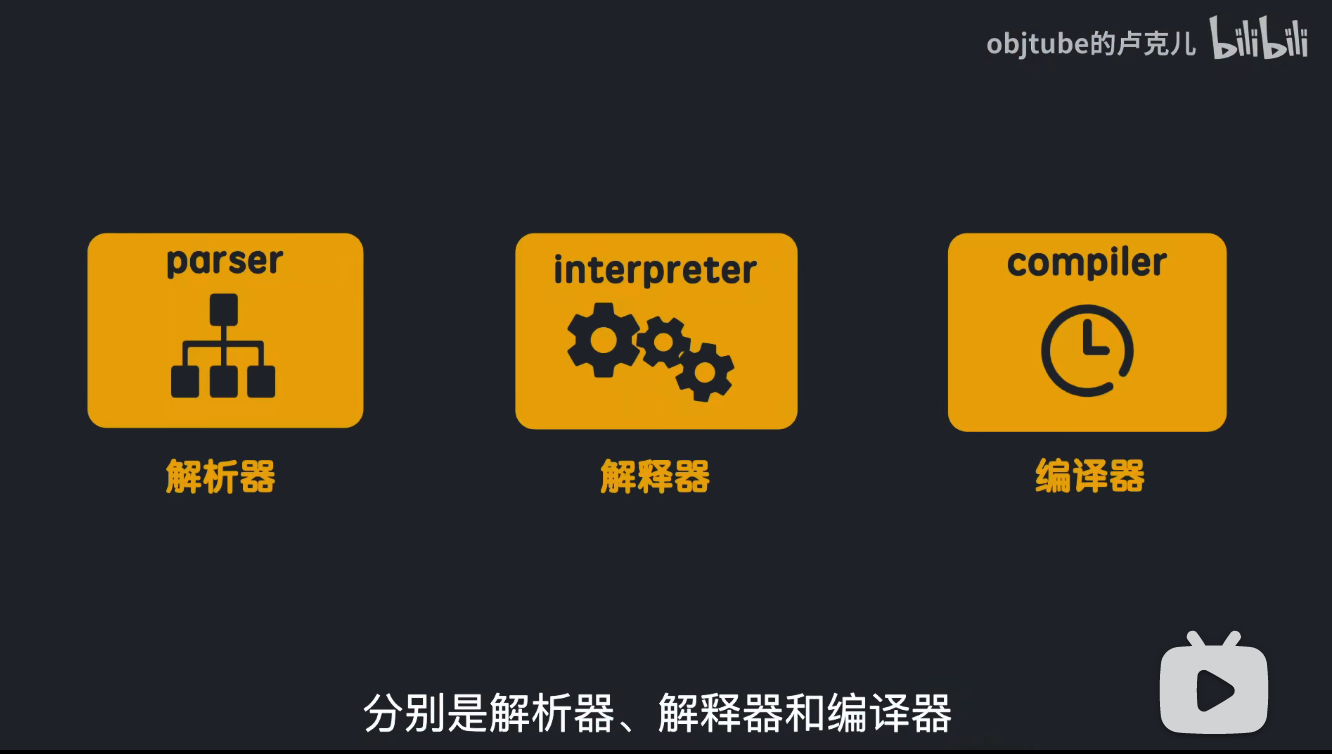 objtube的卢克儿 bilibili
parser
interpreter
compiler
解析器
解释器
编译器
分别是解析器、解释器和编译器